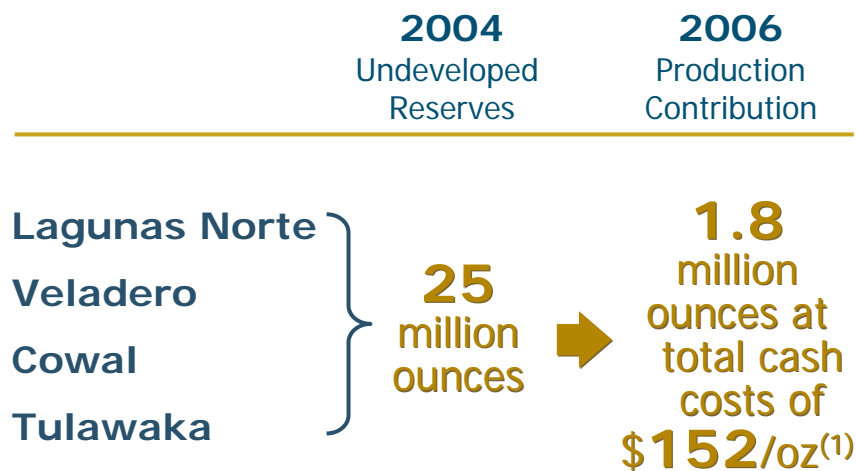 2004
Undeveloped
Reserves
2006
Production
Contribution
Lagunas Norte
Veladero
Cowal
Tulawaka
25
million
ounces
1.8
million
ounces at
total cash
costs of
$152/oz(1)